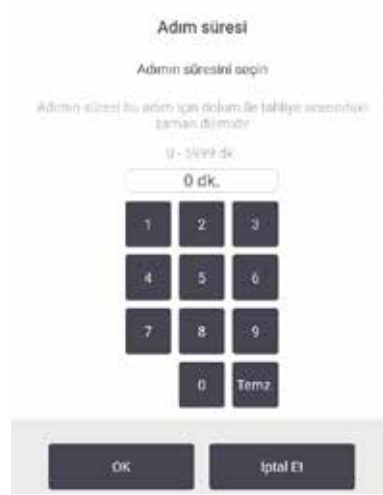 Adım süresi
Adımın süresini seçin
Adımın süresi bu adım için dolum ile tahliye arasındaki
zaman dilimidir
0 - 5999 dk
0 dk.
1 2 3
4 5 6
7 8 9
0 Temz
OK İptal Et